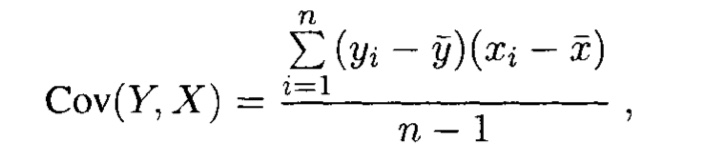 Cov(Y, X) = \frac{\sum_{i=1}^{n} (y_i - \bar{y})(x_i - \bar{x})}{n - 1} ,